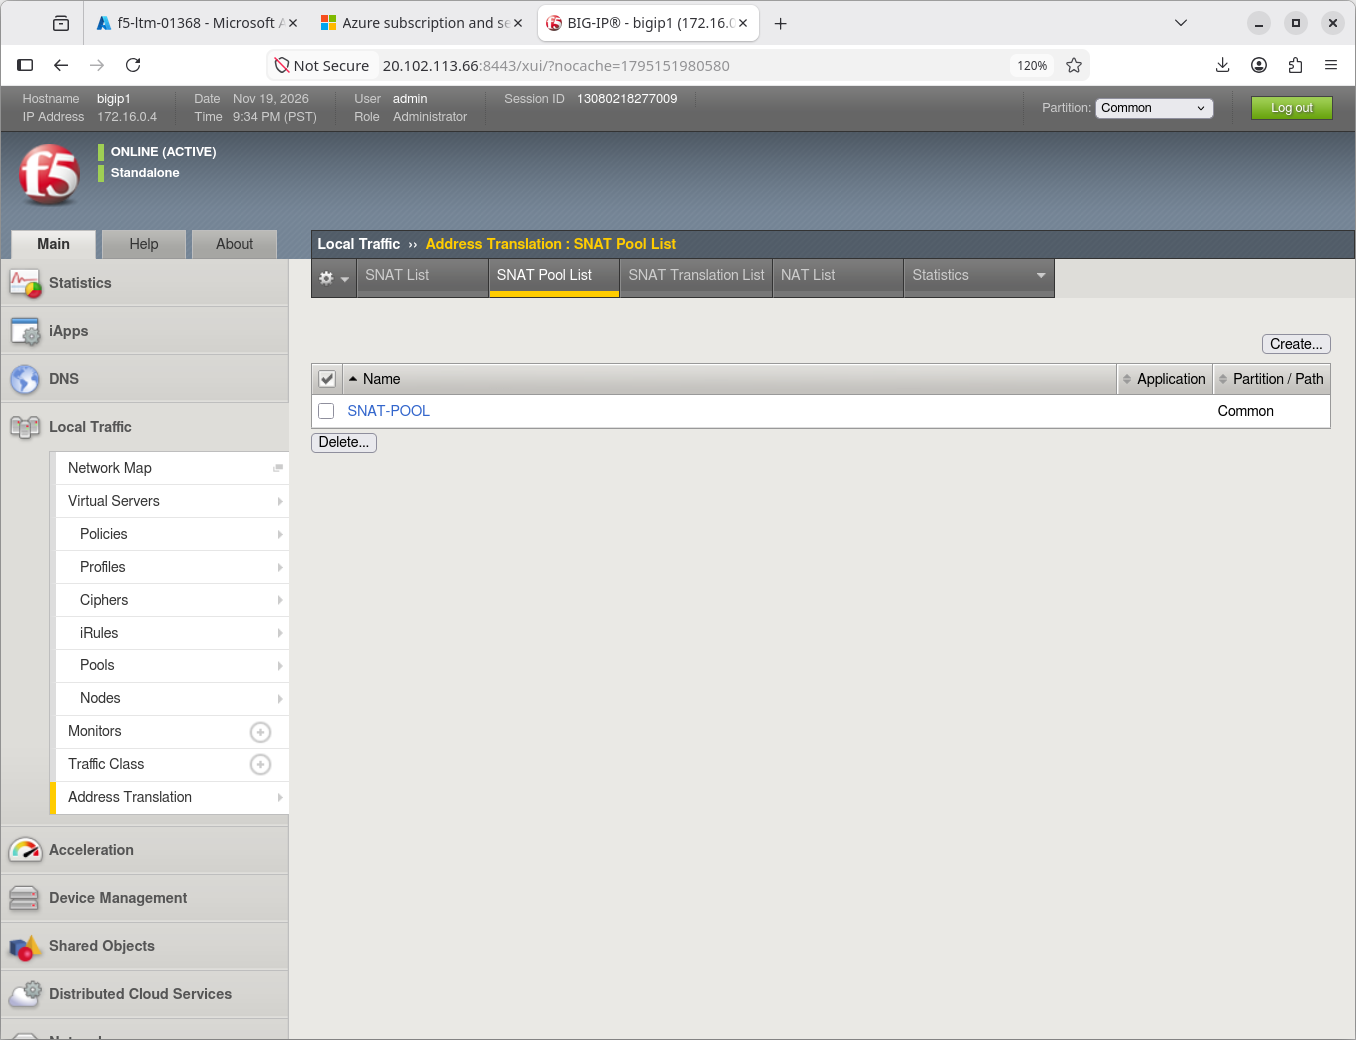 f5-ltm-01368 - Microsoft A
Azure subscription and se
BIG-IP® - bigip1 (172.16.0
Not Secure
20.102.113.66:8443/xui/?nocache=1795151980580
120%
Hostname bigip1
IP Address 172.16.0.4
Date Nov 19, 2026
Time 9:34 PM (PST)
User admin
Role Administrator
Session ID 13080218277009
Partition: Common
Log out
f5
ONLINE (ACTIVE)
Standalone
Main
Help
About
Local Traffic ›› Address Translation : SNAT Pool List
SNAT List
SNAT Pool List
SNAT Translation List
NAT List
Statistics
Statistics
iApps
DNS
Local Traffic
Network Map
Virtual Servers
Policies
Profiles
Ciphers
iRules
Pools
Nodes
Monitors
Traffic Class
Address Translation
Acceleration
Device Management
Shared Objects
Distributed Cloud Services
Create...
Name
Application
Partition / Path
SNAT-POOL
Common
Delete...